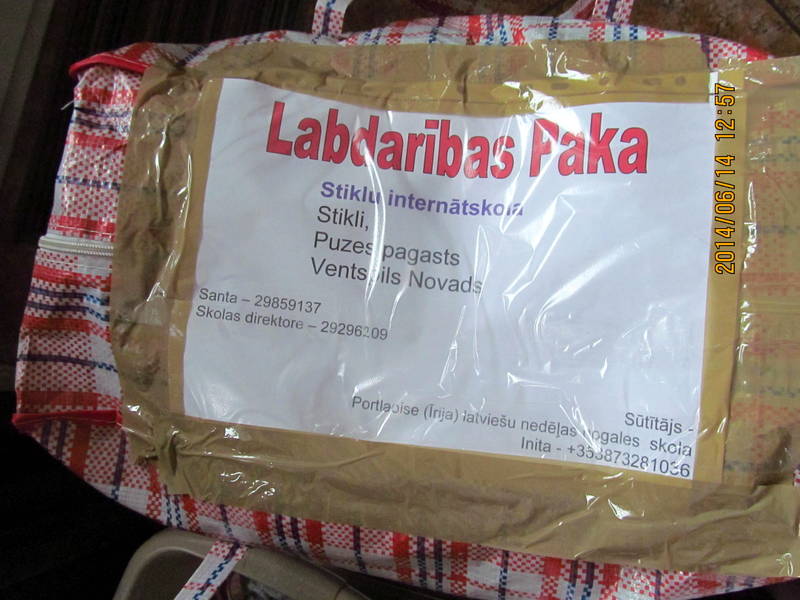 Labdarības Paka
Stiklu internātskola
Stikli,
Puzes pagasts
Ventspils Novads
Santa – 29859137
Skolas direktore – 29296209
Sūtītājs -
Portlaoise (Īrija) latviešu nedēļas nogales skola
Inita - +353873281036
2014/06/14 12:57